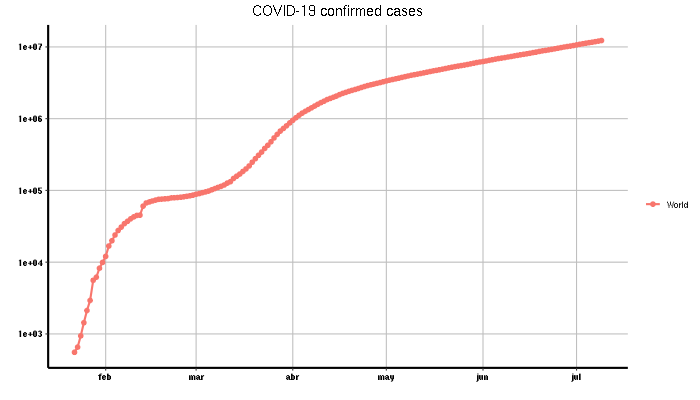 COVID-19 confirmed cases
1e+07
1e+06
1e+05
1e+04
1e+03
feb mar abr may jun jul
World